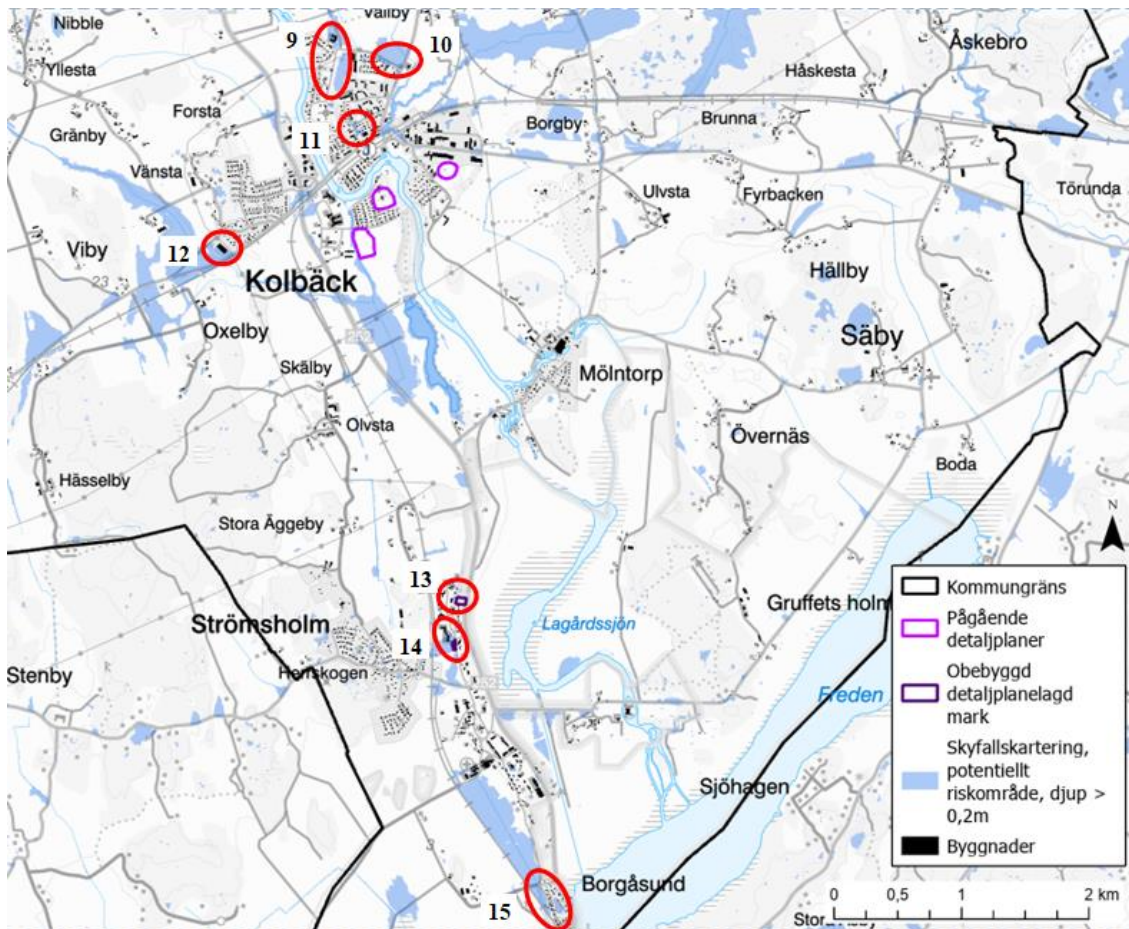 Nibble
9
Vallby
10
Åskebro
Yllesta
Håskesta
Forsta
Gränby
11
Borgby
Brunna
Vänsta
Ulvsta
Fyrbacken
Törunda
Viby
12
23
Kolbäck
Hällby
Oxelby
Säby
Skälby
Mölntorp
Olvsta
Övernäs
Boda
Hässelby
Stora Äggeby
N
13
Kommungräns
Gruffets holm
Strömsholm
Lagårdssjön
Pågående
detaljplaner
14
Herrskogen
Obebyggd
detaljplanelagd
mark
Stenby
Freden
Skyfallskartering,
potentiellt
riskområde, djup >
0,2m
Sjöhagen
Byggnader
Borgåsund
15
0 0,5 1 2 km